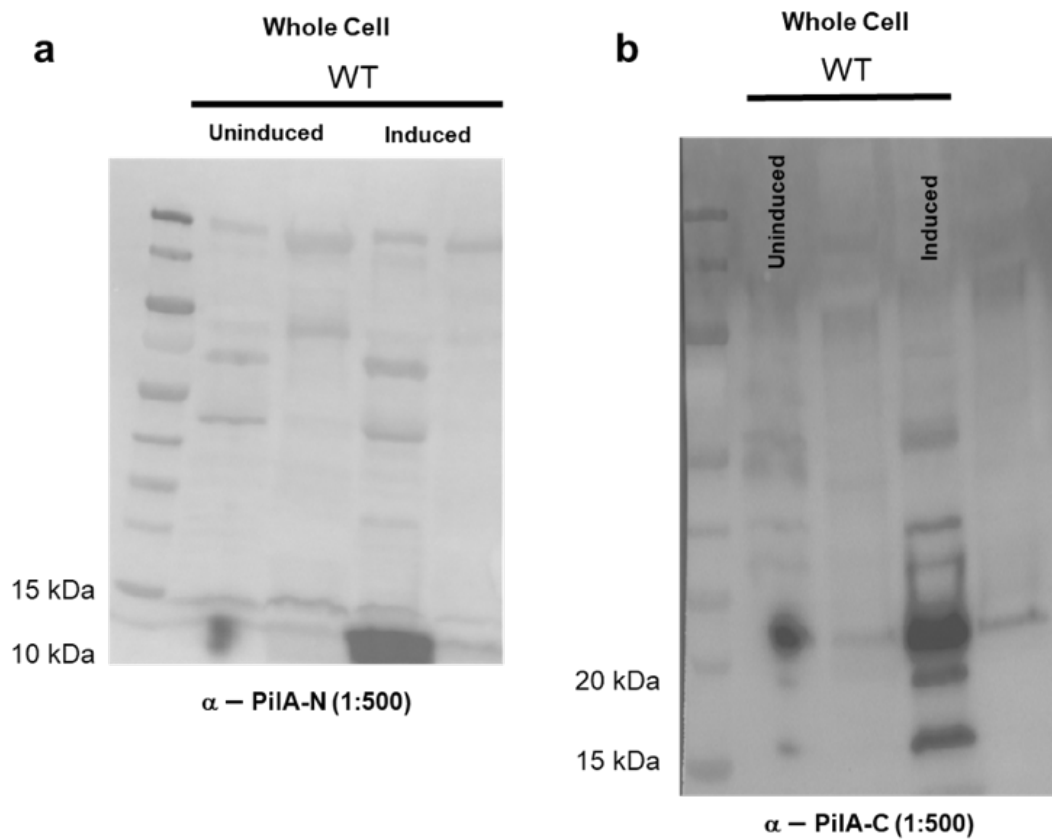 a
Whole Cell
WT
Uninduced Induced
15 kDa
10 kDa
α – PilA-N (1:500)
b
Whole Cell
WT
Uninduced
Induced
20 kDa
15 kDa
α – PilA-C (1:500)